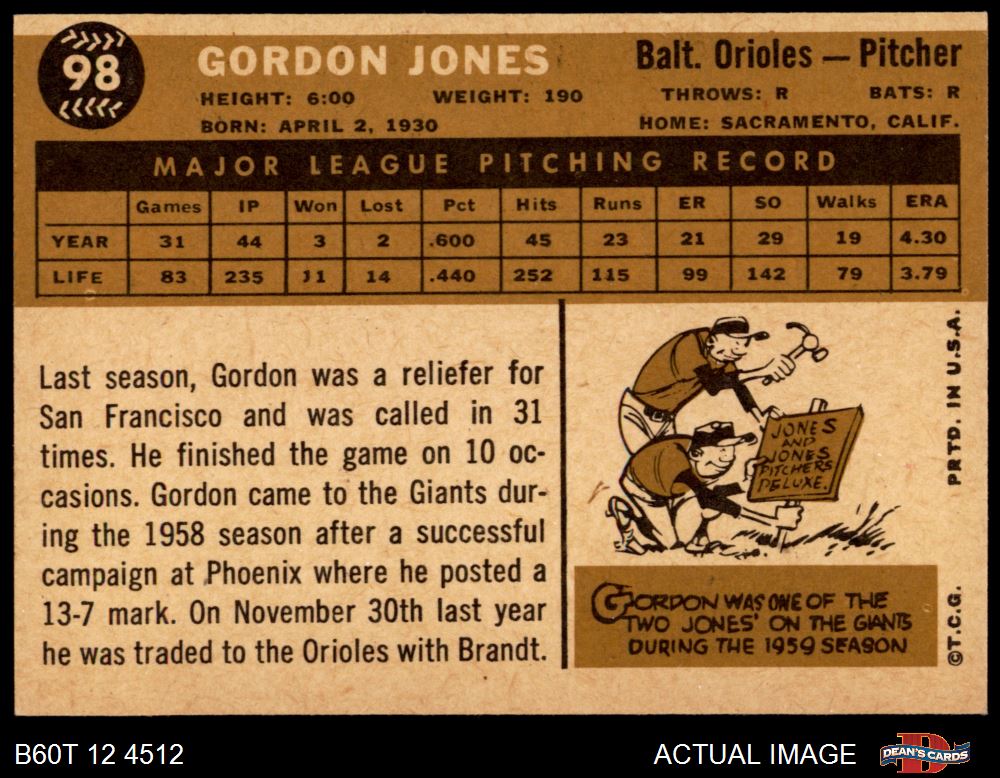 98
GORDON JONES
Balt. Orioles — Pitcher
HEIGHT: 6:00 WEIGHT: 190 THROWS: R BATS: R
BORN: APRIL 2, 1930 HOME: SACRAMENTO, CALIF.
MAJOR LEAGUE PITCHING RECORD
Games IP Won Lost Pct Hits Runs ER SO Walks ERA
YEAR 31 44 3 2 .600 45 23 21 29 19 4.30
LIFE 83 235 11 14 .440 252 115 99 142 79 3.79
Last season, Gordon was a reliefer for
San Francisco and was called in 31
times. He finished the game on 10 oc-
casions. Gordon came to the Giants dur-
ing the 1958 season after a successful
campaign at Phoenix where he posted a
13-7 mark. On November 30th last year
he was traded to the Orioles with Brandt.
JONES
AND
JONES
PITCHERS
DELUXE.
GORDON WAS ONE OF THE
TWO JONES' ON THE GIANTS
DURING THE 1959 SEASON
©T.C.G. PRTD. IN U.S.A.
B60T 12 4512
ACTUAL IMAGE
DEAN'S CARDS